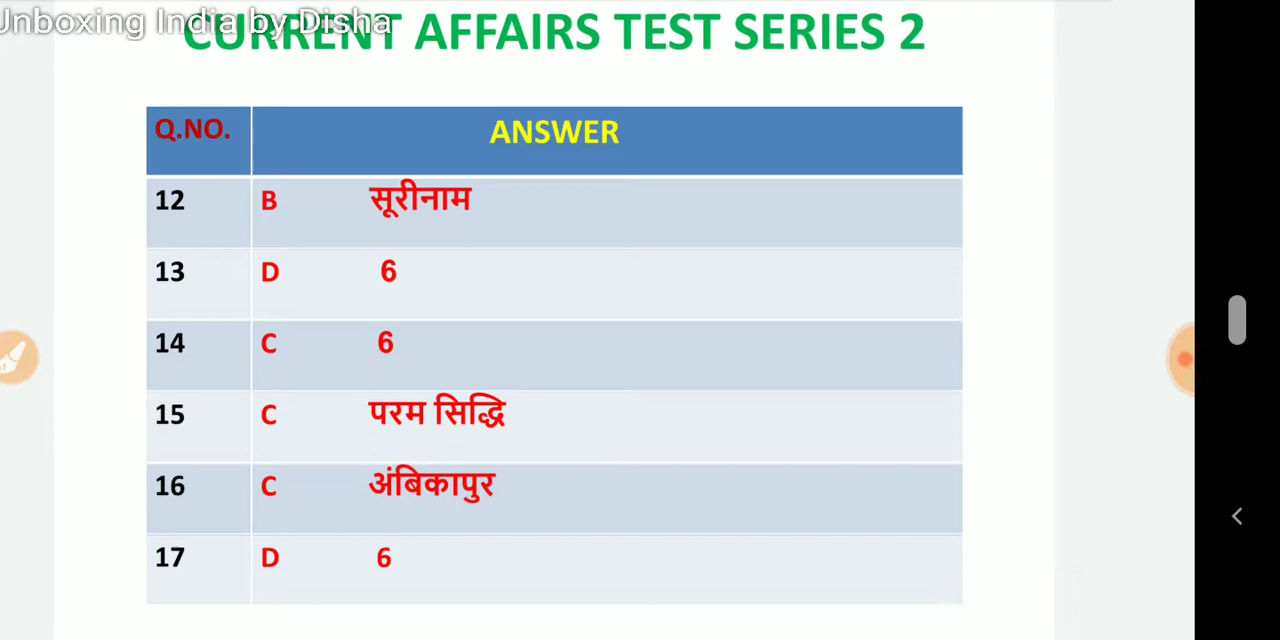 Unboxing India by Disha
CURRENT AFFAIRS TEST SERIES 2
Q.NO. ANSWER
12 B सूरीनाम
13 D 6
14 C 6
15 C परम सिद्धि
16 C अंबिकापुर
17 D 6